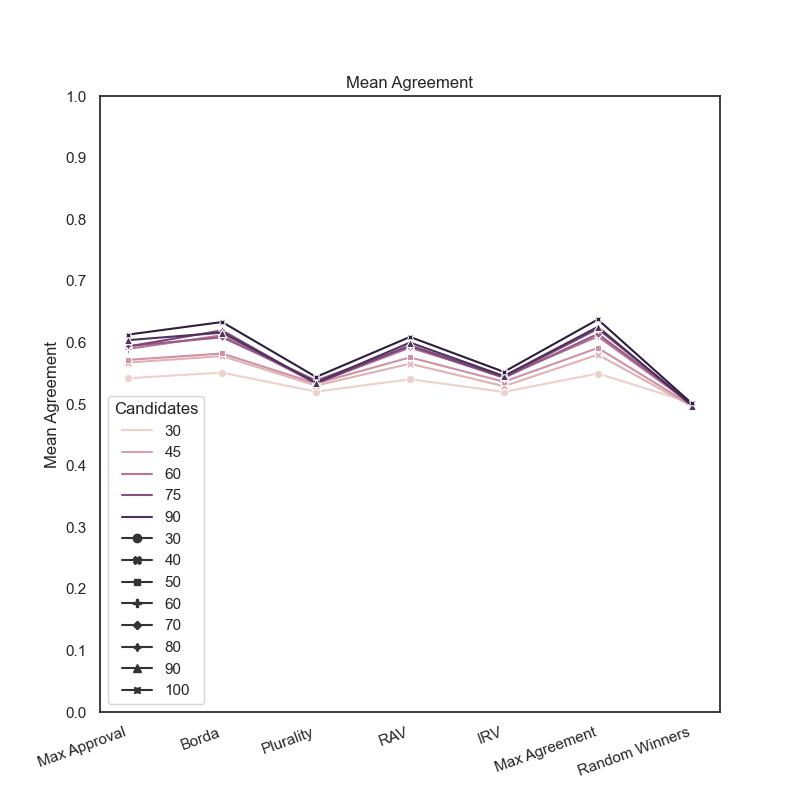 Mean Agreement
1.0
0.9
0.8
0.7
0.6
0.5
0.4
0.3
0.2
0.1
0.0
Mean Agreement
Candidates
30
45
60
75
90
30
40
50
60
70
80
90
100
Max Approval
Borda
Plurality
RAV
IRV
Max Agreement
Random Winners